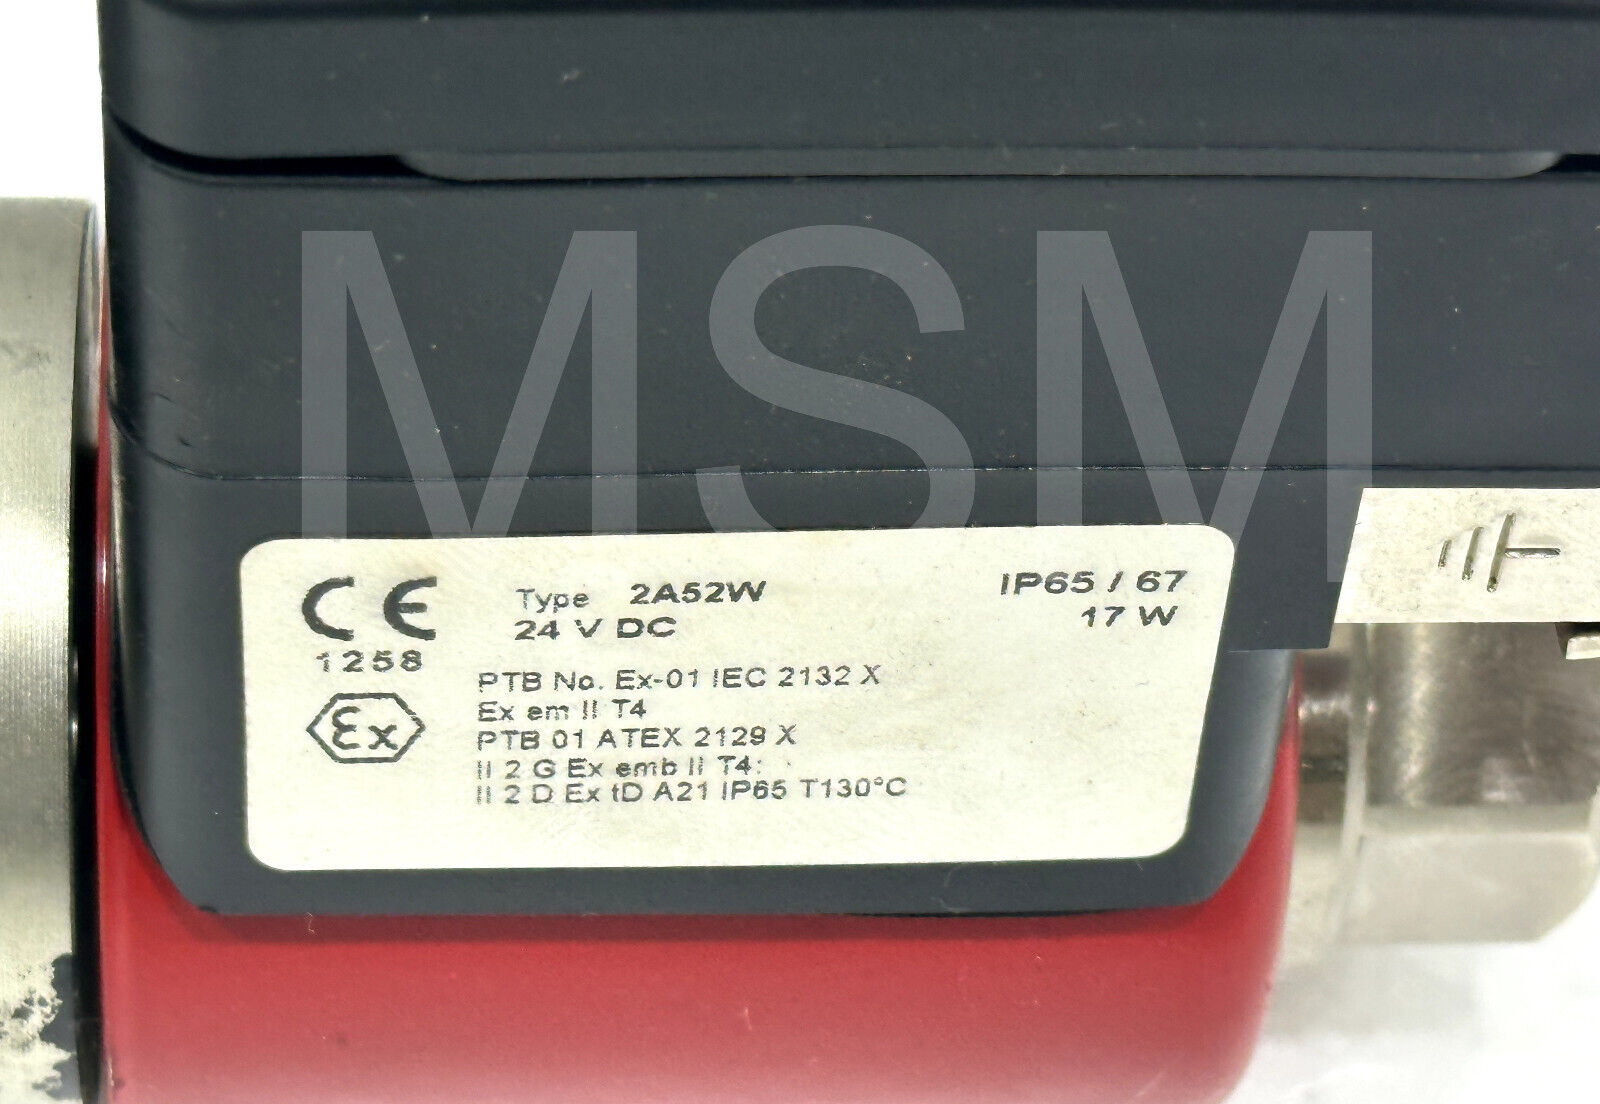 MSM
CE Type 2A52W IP65 / 67
24 V DC 17 W
1258
PTB No. Ex-01 IEC 2132 X
Ex em II T4
Ex
PTB 01 ATEX 2129 X
II 2 G Ex emb II T4:
II 2 D Ex tD A21 IP65 T130°C